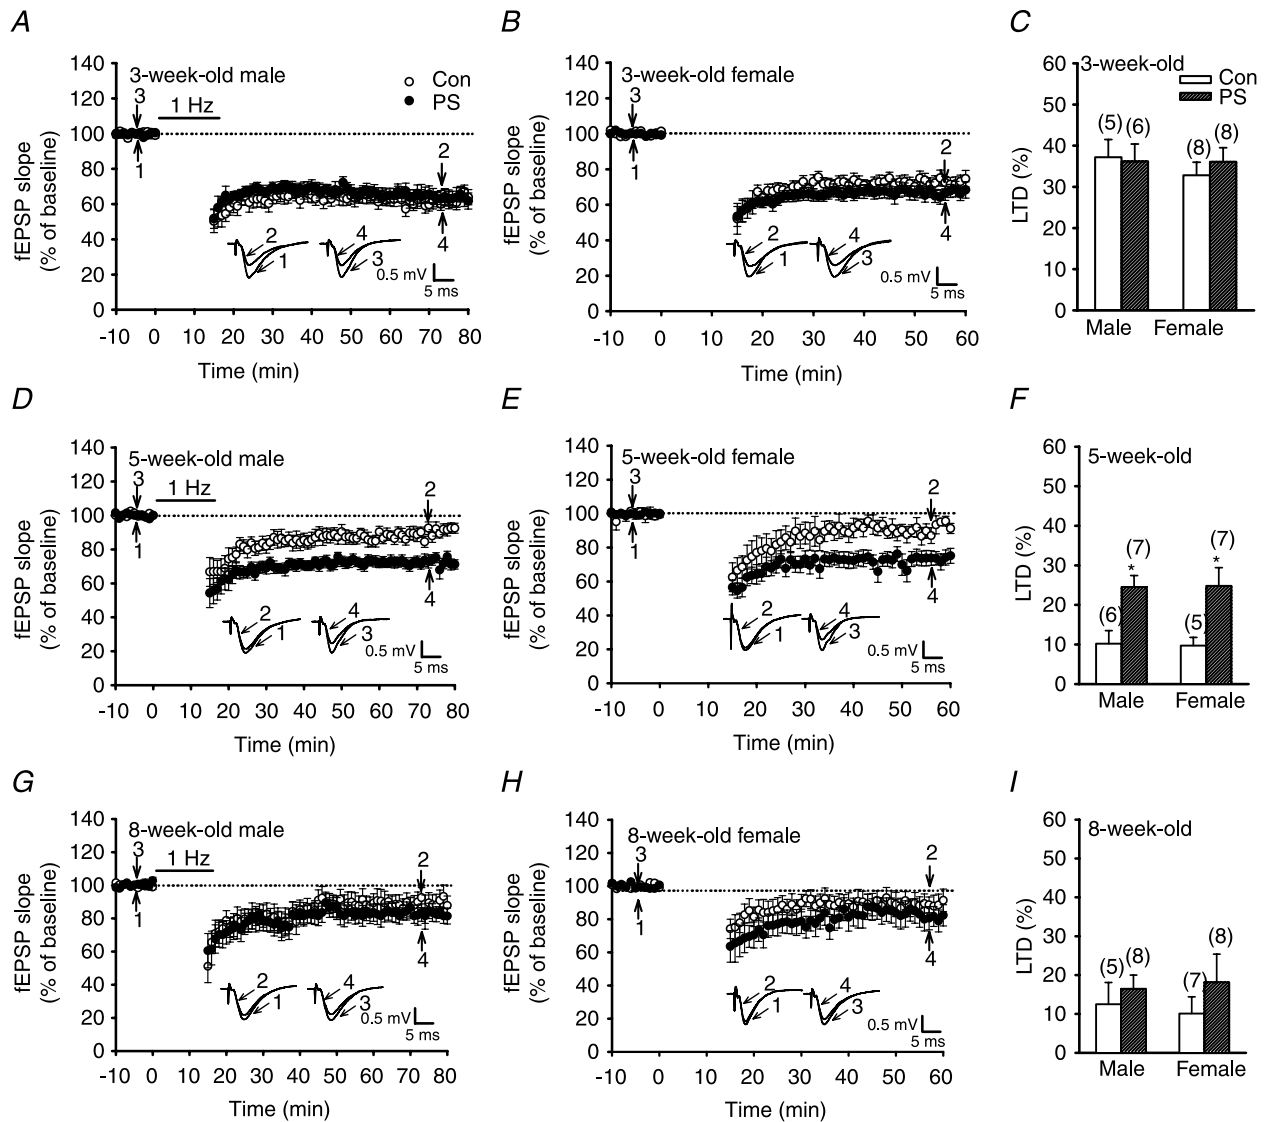 A
B
C
140
120
100
80
60
40
20
0
fEPSP slope
(% of baseline)
3-week-old male
Con
PS
3
1 Hz
1
2
4
2
1
4
3
0.5 mV
5 ms
-10 0 10 20 30 40 50 60 70 80
Time (min)
140
120
100
80
60
40
20
0
fEPSP slope
(% of baseline)
3-week-old female
3
1
2
4
2
1
4
3
0.5 mV
5 ms
-10 0 10 20 30 40 50 60
Time (min)
60
50
40
30
20
10
0
LTD (%)
3-week-old
Con
PS
(5) (6) (8) (8)
Male Female
D
E
F
140
120
100
80
60
40
20
0
fEPSP slope
(% of baseline)
5-week-old male
3
1 Hz
1
2
4
2
1
4
3
0.5 mV
5 ms
-10 0 10 20 30 40 50 60 70 80
Time (min)
140
120
100
80
60
40
20
0
fEPSP slope
(% of baseline)
5-week-old female
3
1
2
4
2
1
4
3
0.5 mV
5 ms
-10 0 10 20 30 40 50 60
Time (min)
60
50
40
30
20
10
0
LTD (%)
5-week-old
(6) (7) * (5) (7) *
Male Female
G
H
I
140
120
100
80
60
40
20
0
fEPSP slope
(% of baseline)
8-week-old male
3
1 Hz
1
2
4
2
1
4
3
0.5 mV
5 ms
-10 0 10 20 30 40 50 60 70 80
Time (min)
140
120
100
80
60
40
20
0
fEPSP slope
(% of baseline)
8-week-old female
3
1
2
4
2
1
4
3
0.5 mV
5 ms
-10 0 10 20 30 40 50 60
Time (min)
60
50
40
30
20
10
0
LTD (%)
8-week-old
(5) (8) (7) (8)
Male Female